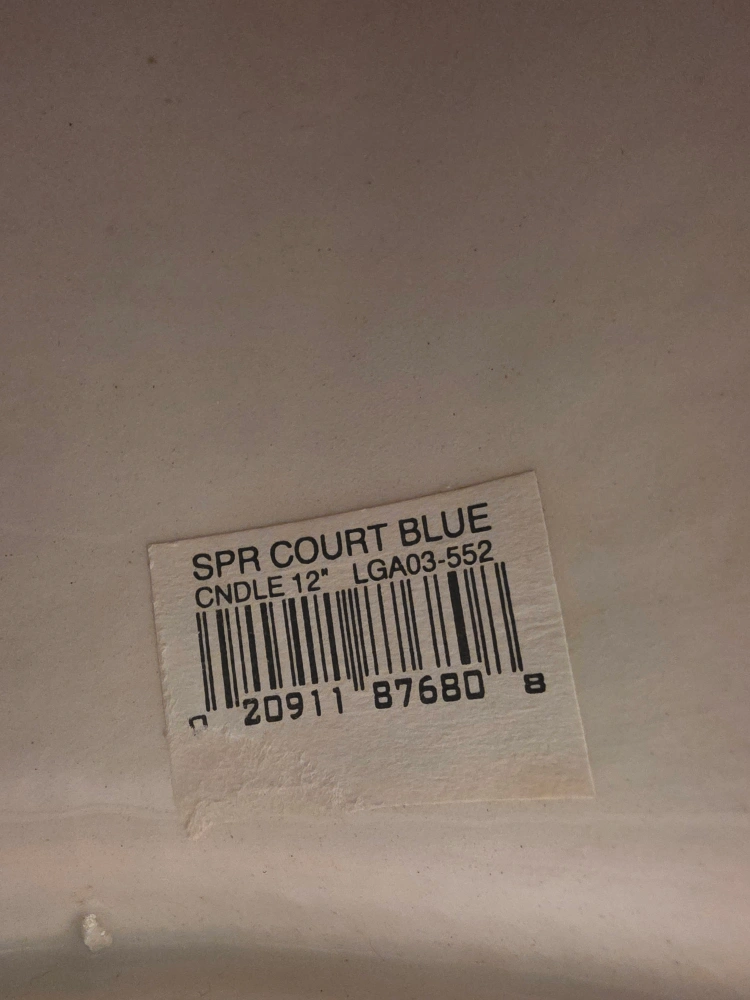 SPR COURT BLUE
CNDLE 12" LGA03-552
0 20911 87680 8